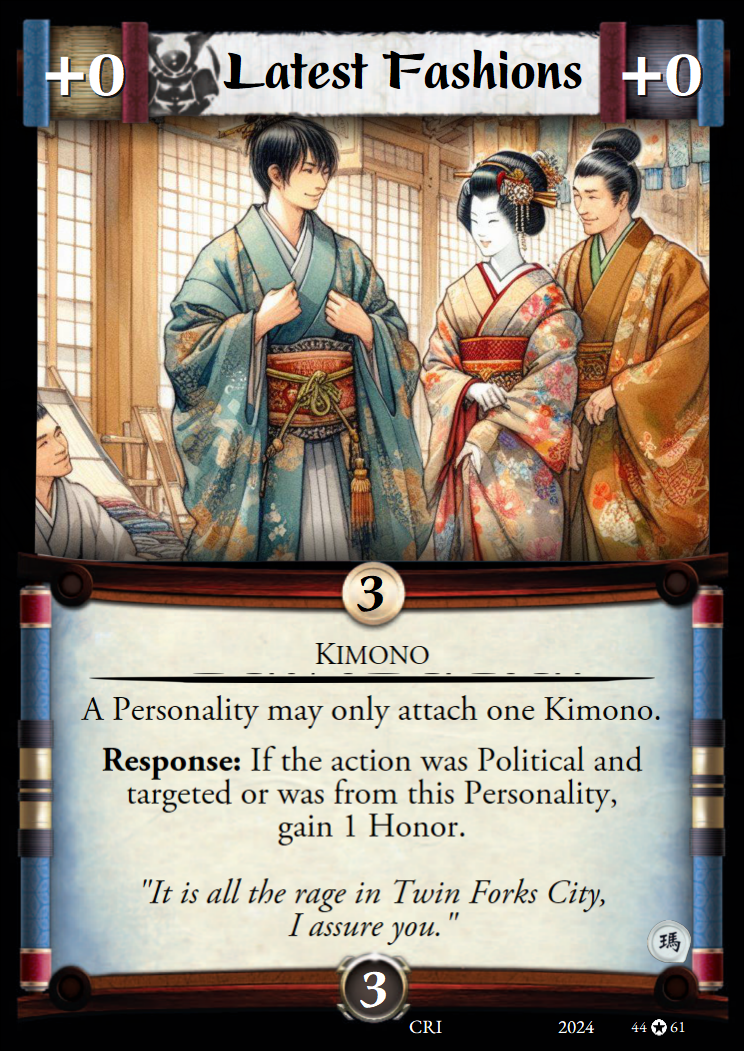 +0
Latest Fashions
+0
3
Kimono
A Personality may only attach one Kimono.
Response: If the action was Political and
targeted or was from this Personality,
gain 1 Honor.
"It is all the rage in Twin Forks City,
I assure you."
瑪
3
CRI 2024 44 ✪ 61